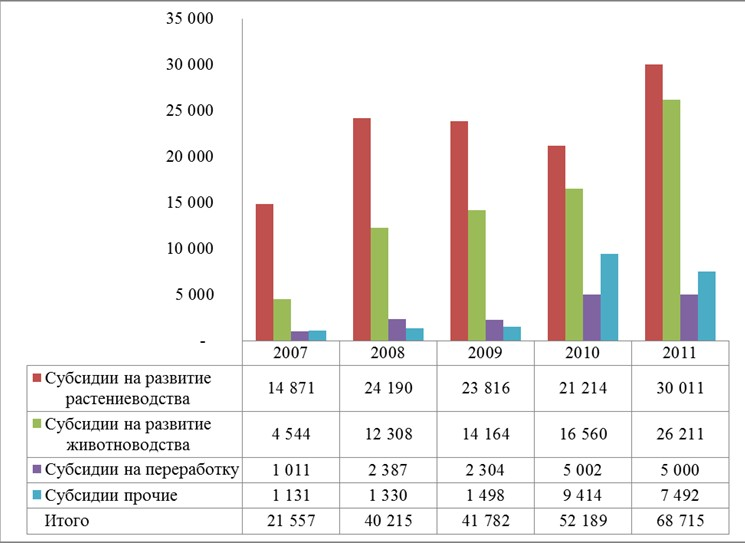 35 000
30 000
25 000
20 000
15 000
10 000
5 000
-
2007 2008 2009 2010 2011
Субсидии на развитие
растениеводства 14 871 24 190 23 816 21 214 30 011
Субсидии на развитие
животноводства 4 544 12 308 14 164 16 560 26 211
Субсидии на переработку 1 011 2 387 2 304 5 002 5 000
Субсидии прочие 1 131 1 330 1 498 9 414 7 492
Итого 21 557 40 215 41 782 52 189 68 715